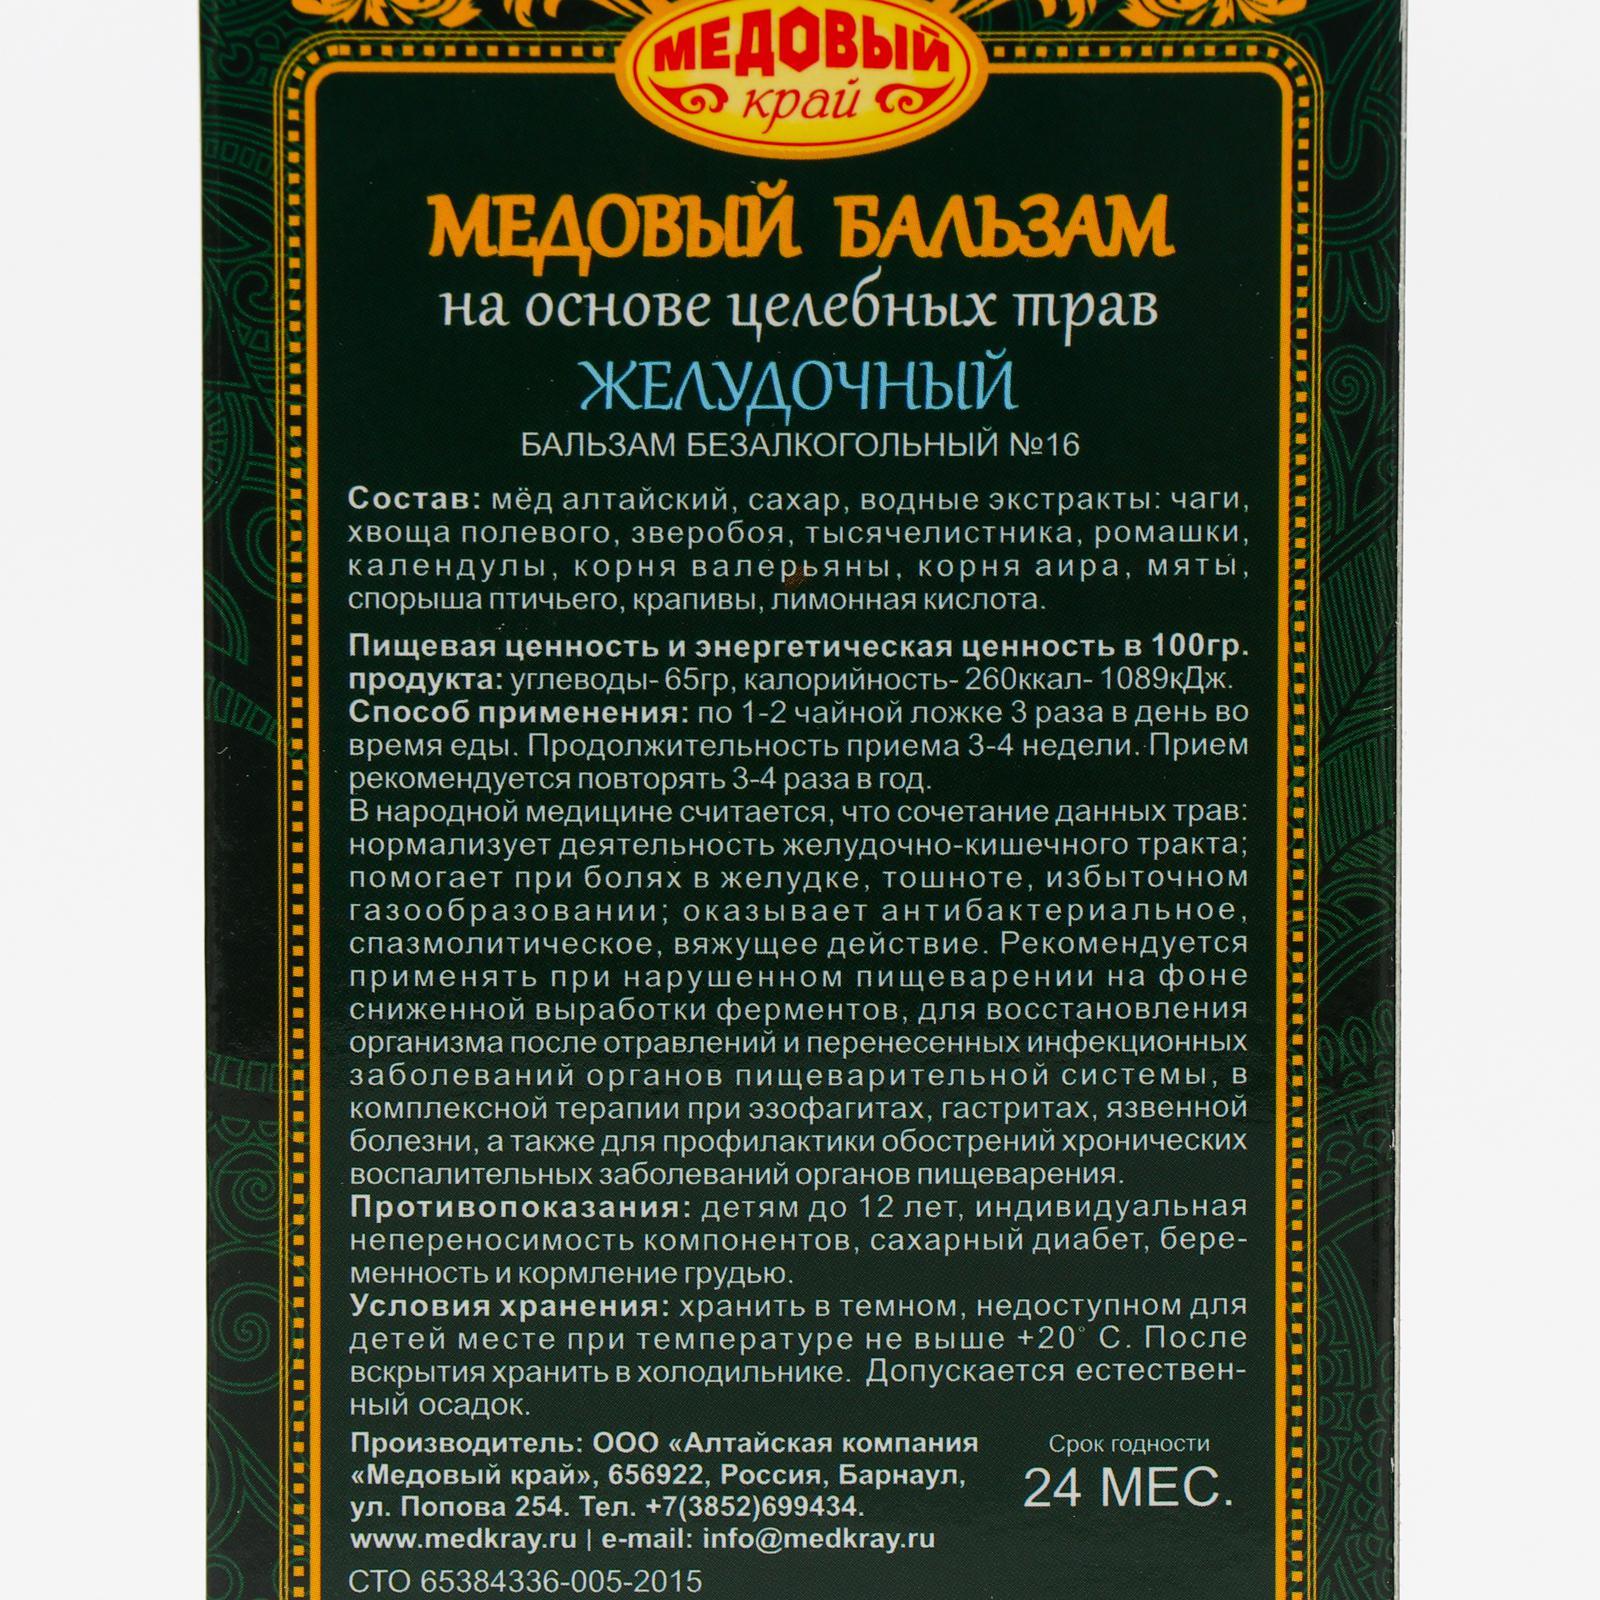 МЕДОВЫЙ
край
МЕДОВЫЙ БАЛЬЗАМ
на основе целебных трав
ЖЕЛУДОЧНЫЙ
БАЛЬЗАМ БЕЗАЛКОГОЛЬНЫЙ №16
Состав: мёд алтайский, сахар, водные экстракты: чаги,
хвоща полевого, зверобоя, тысячелистника, ромашки,
календулы, корня валерьяны, корня аира, мяты,
спорыша птичьего, крапивы, лимонная кислота.
Пищевая ценность и энергетическая ценность в 100гр.
продукта: углеводы- 65гр, калорийность- 260ккал- 1089кДж.
Способ применения: по 1-2 чайной ложке 3 раза в день во
время еды. Продолжительность приема 3-4 недели. Прием
рекомендуется повторять 3-4 раза в год.
В народной медицине считается, что сочетание данных трав:
нормализует деятельность желудочно-кишечного тракта;
помогает при болях в желудке, тошноте, избыточном
газообразовании; оказывает антибактериальное,
спазмолитическое, вяжущее действие. Рекомендуется
применять при нарушенном пищеварении на фоне
сниженной выработки ферментов, для восстановления
организма после отравлений и перенесенных инфекционных
заболеваний органов пищеварительной системы, в
комплексной терапии при эзофагитах, гастритах, язвенной
болезни, а также для профилактики обострений хронических
воспалительных заболеваний органов пищеварения.
Противопоказания: детям до 12 лет, индивидуальная
непереносимость компонентов, сахарный диабет, бере-
менность и кормление грудью.
Условия хранения: хранить в темном, недоступном для
детей месте при температуре не выше +20° С. После
вскрытия хранить в холодильнике. Допускается естествен-
ный осадок.
Производитель: ООО «Алтайская компания
«Медовый край», 656922, Россия, Барнаул,
ул. Попова 254. Тел. +7(3852)699434.
www.medkray.ru | e-mail: info@medkray.ru
СТО 65384336-005-2015
Срок годности
24 МЕС.